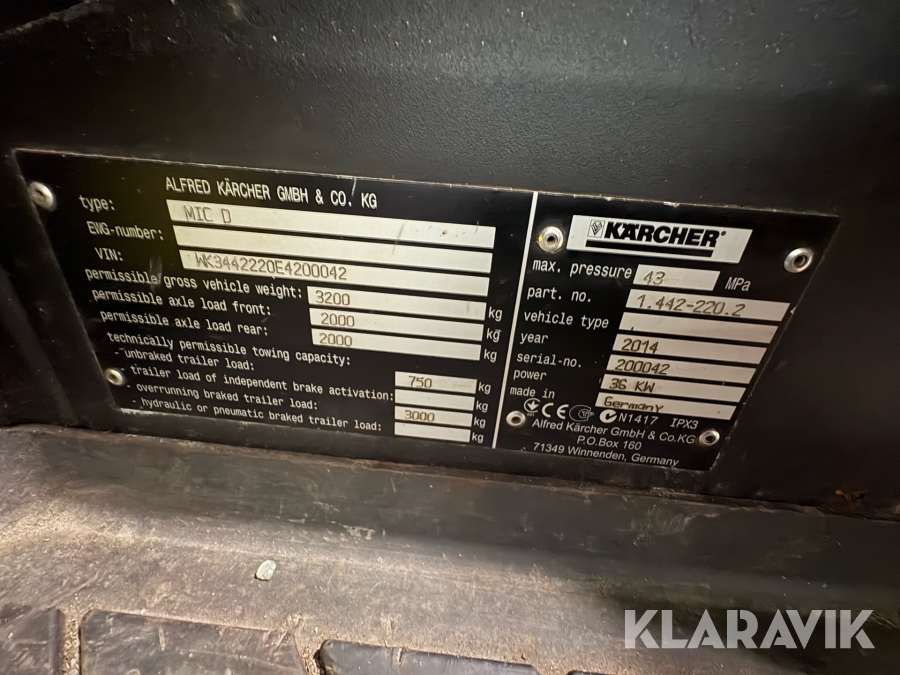 ALFRED KÄRCHER GMBH & CO. KG
type: MIC D
EWG-number:
VIN: WK3442220E4200042
permissible gross vehicle weight: 3200 kg
permissible axle load front: 2000 kg
permissible axle load rear: 2000 kg
technically permissible towing capacity:
- unbraked trailer load: 750 kg
- trailer load of independent brake activation: kg
- overrunning braked trailer load: 3000 kg
- hydraulic or pneumatic braked trailer load: kg
KÄRCHER®
max. pressure 43 MPa
part. no. 1.442-220.2
vehicle type
year 2014
serial-no. 200042
power 36 KW
made in Germany
CE N1417 IPX3
Alfred Kärcher GmbH & Co.KG
P.O.Box 160
71349 Winnenden, Germany
KLARAVIK